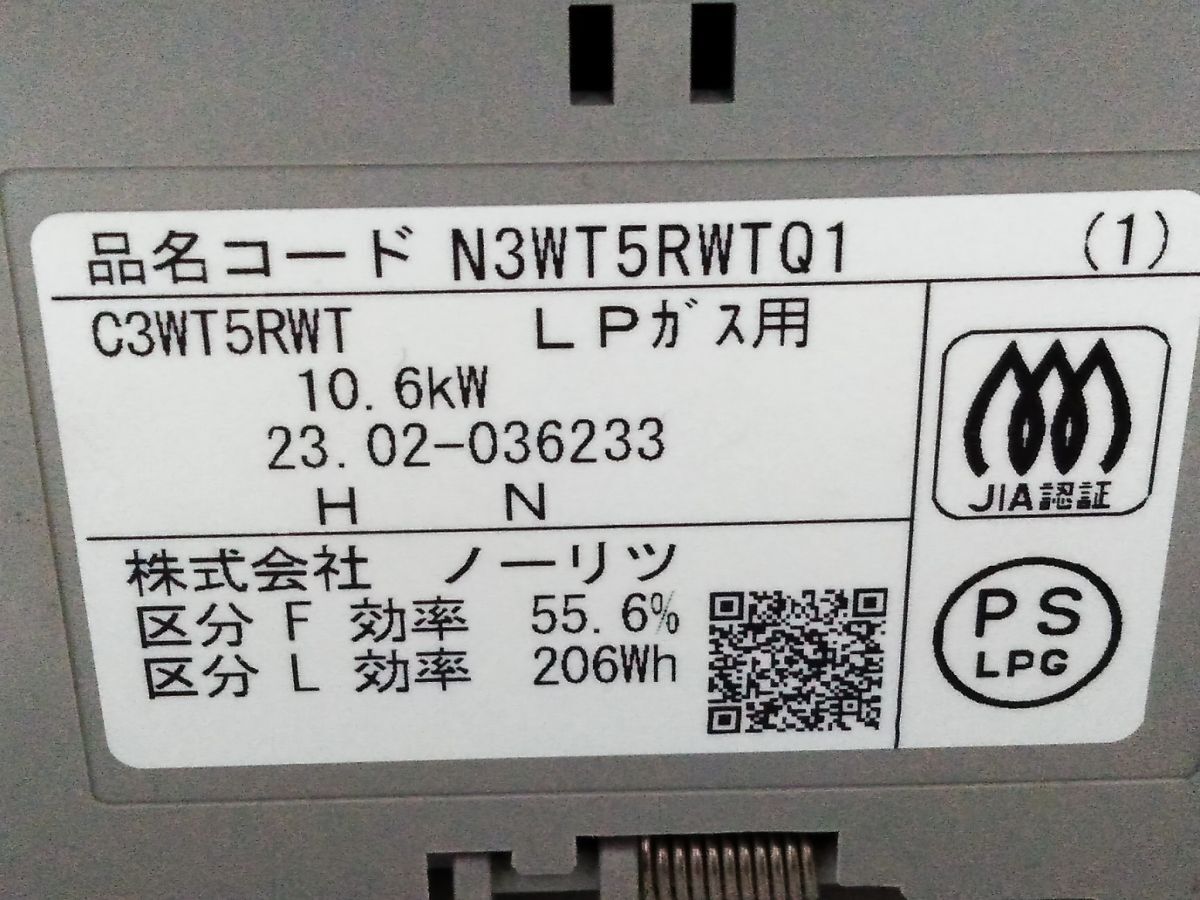 品名コード N3WT5RWTQ1 (1)
C3WT5RWT LPガス用
10.6kW
23.02-036233
H N
JIA認証
株式会社 ノーリツ
区分 F 効率 55.6%
区分 L 効率 206Wh
PS
LPG